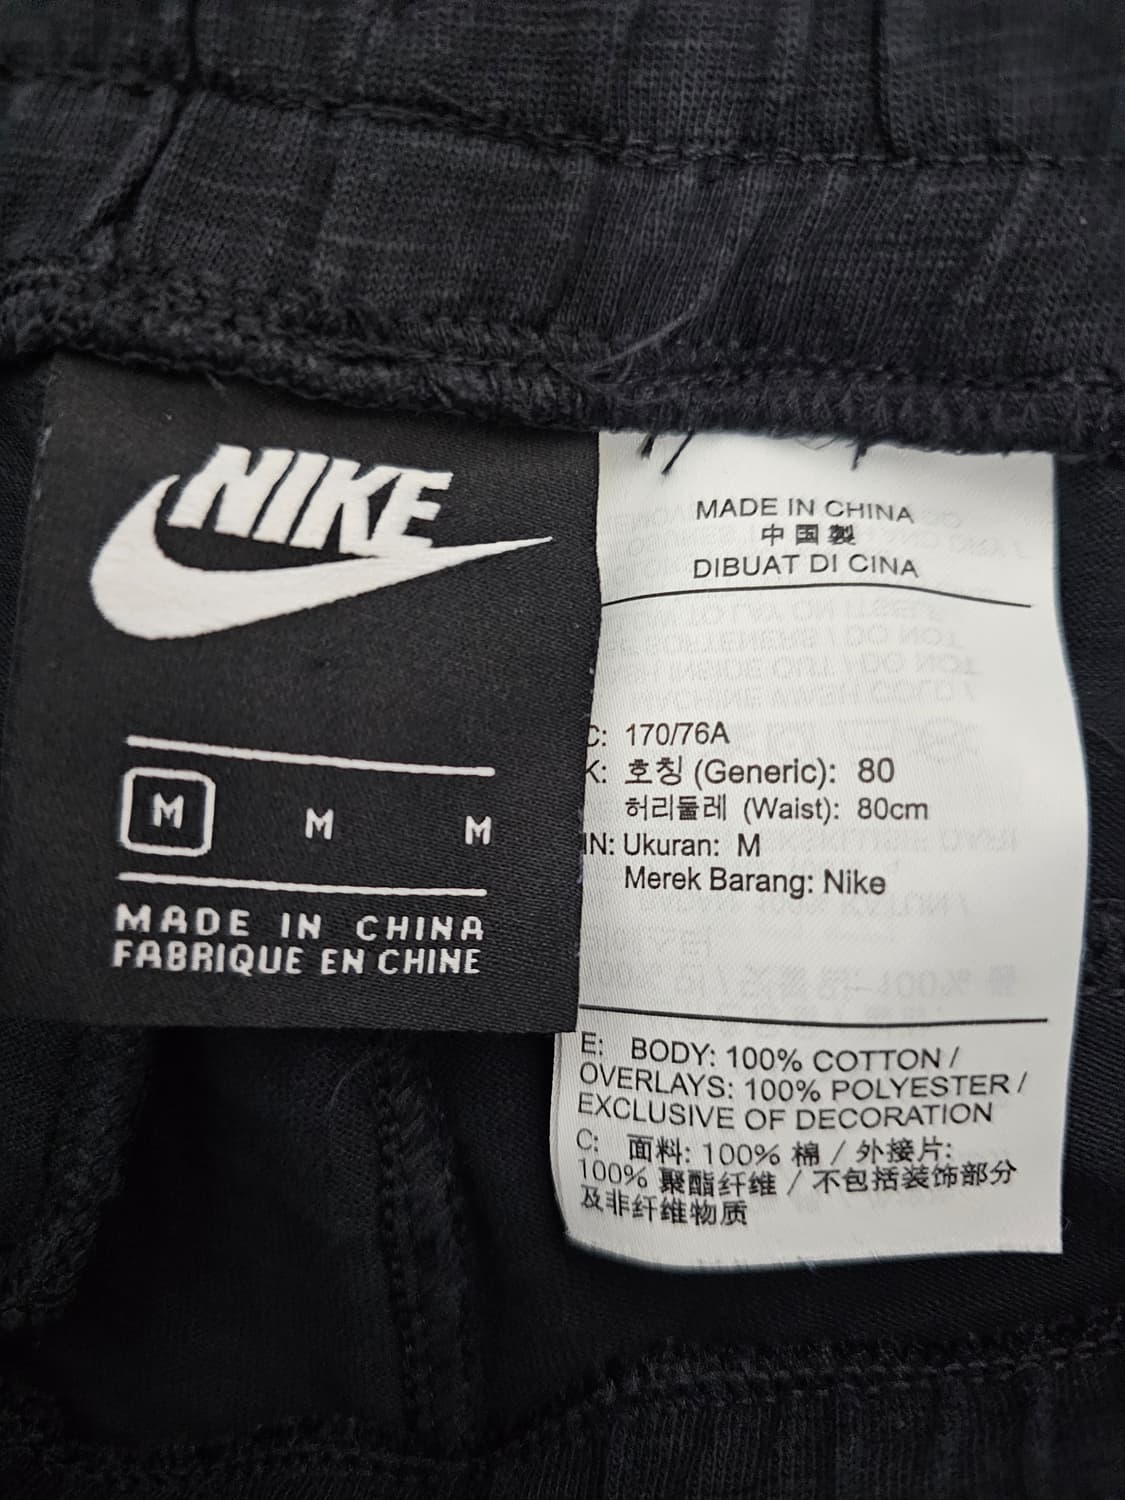 NIKE
M M M
MADE IN CHINA
FABRIQUE EN CHINE
MADE IN CHINA
中国製
DIBUAT DI CINA
C: 170/76A
K: 호칭 (Generic): 80
허리둘레 (Waist): 80cm
IN: Ukuran: M
Merek Barang: Nike
E: BODY: 100% COTTON /
OVERLAYS: 100% POLYESTER /
EXCLUSIVE OF DECORATION
C: 面料: 100% 棉 / 外接片:
100% 聚酯纤维 / 不包括装饰部分
及非纤维物质